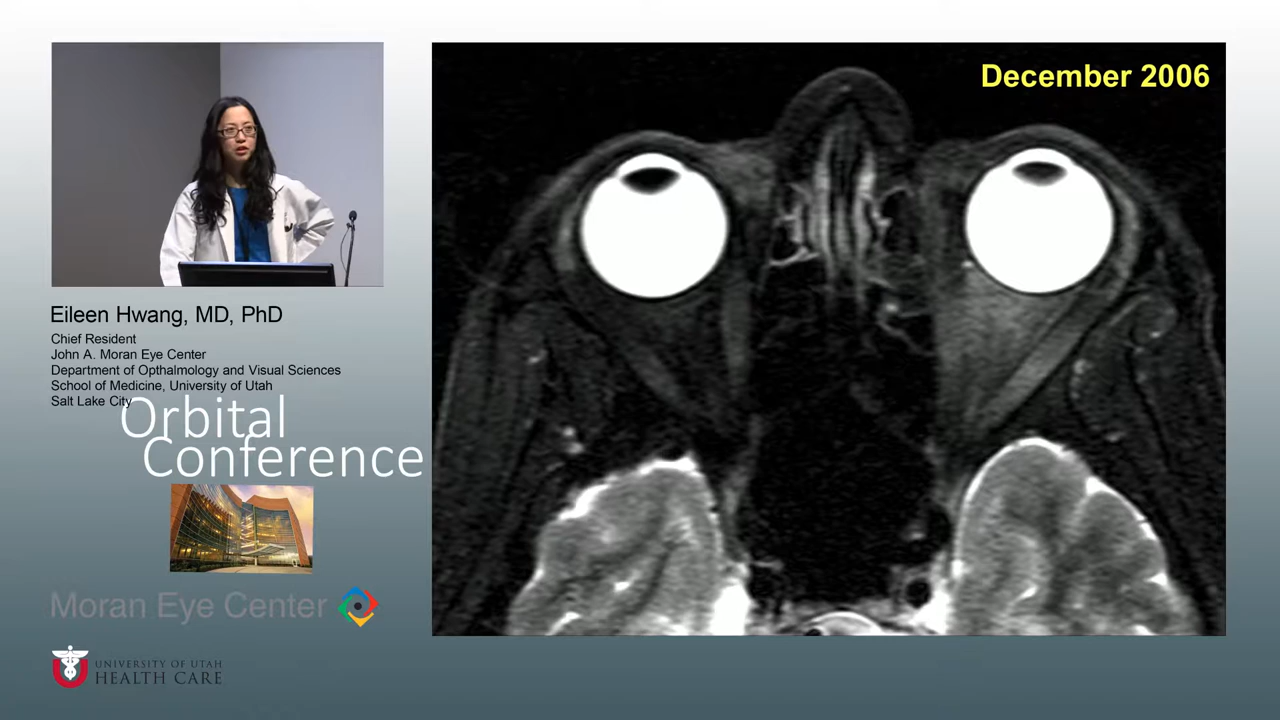 December 2006
Eileen Hwang, MD, PhD
Chief Resident
John A. Moran Eye Center
Department of Opthalmology and Visual Sciences
School of Medicine, University of Utah
Salt Lake City
Orbital
Conference
Moran Eye Center
UNIVERSITY OF UTAH
HEALTH CARE